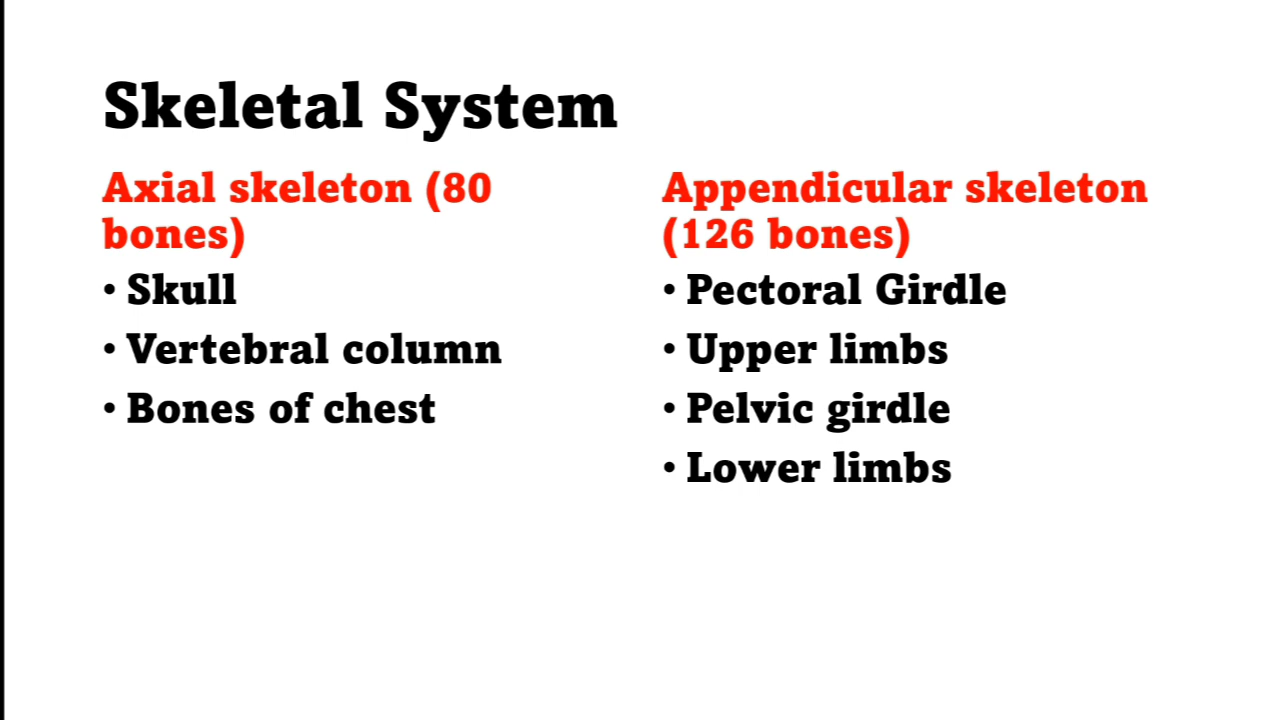 Skeletal System
Axial skeleton (80
bones)
• Skull
• Vertebral column
• Bones of chest
Appendicular skeleton
(126 bones)
• Pectoral Girdle
• Upper limbs
• Pelvic girdle
• Lower limbs